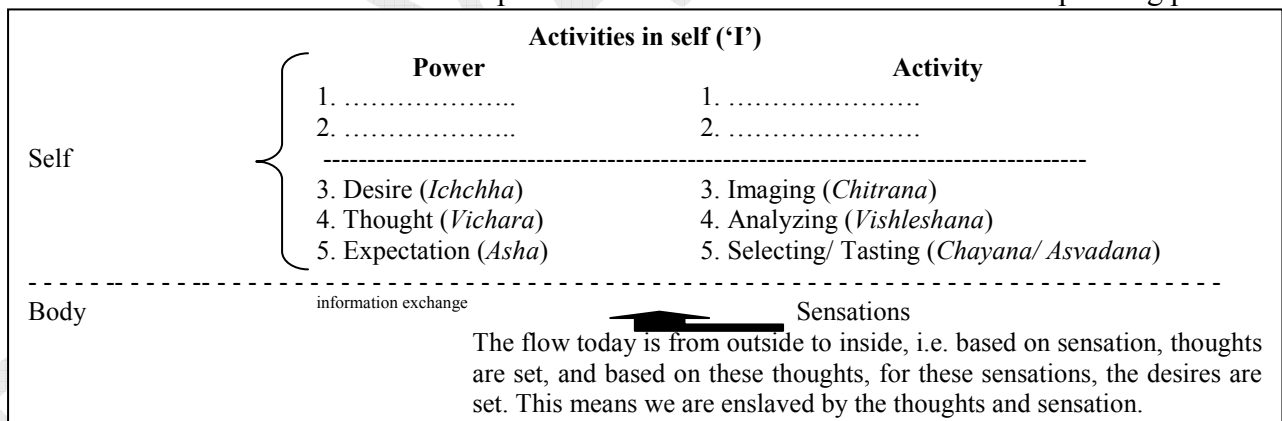 Activities in self (‘I’)
Power Activity
1. ……………….. 1. ………………….
2. ……………….. 2. ………………….
Self ------------------------------------------------------------------------------------
3. Desire (Ichchha) 3. Imaging (Chitrana)
4. Thought (Vichara) 4. Analyzing (Vishleshana)
5. Expectation (Asha) 5. Selecting/ Tasting (Chayana/ Asvadana)
Body information exchange Sensations
The flow today is from outside to inside, i.e. based on sensation, thoughts
are set, and based on these thoughts, for these sensations, the desires are
set. This means we are enslaved by the thoughts and sensation.